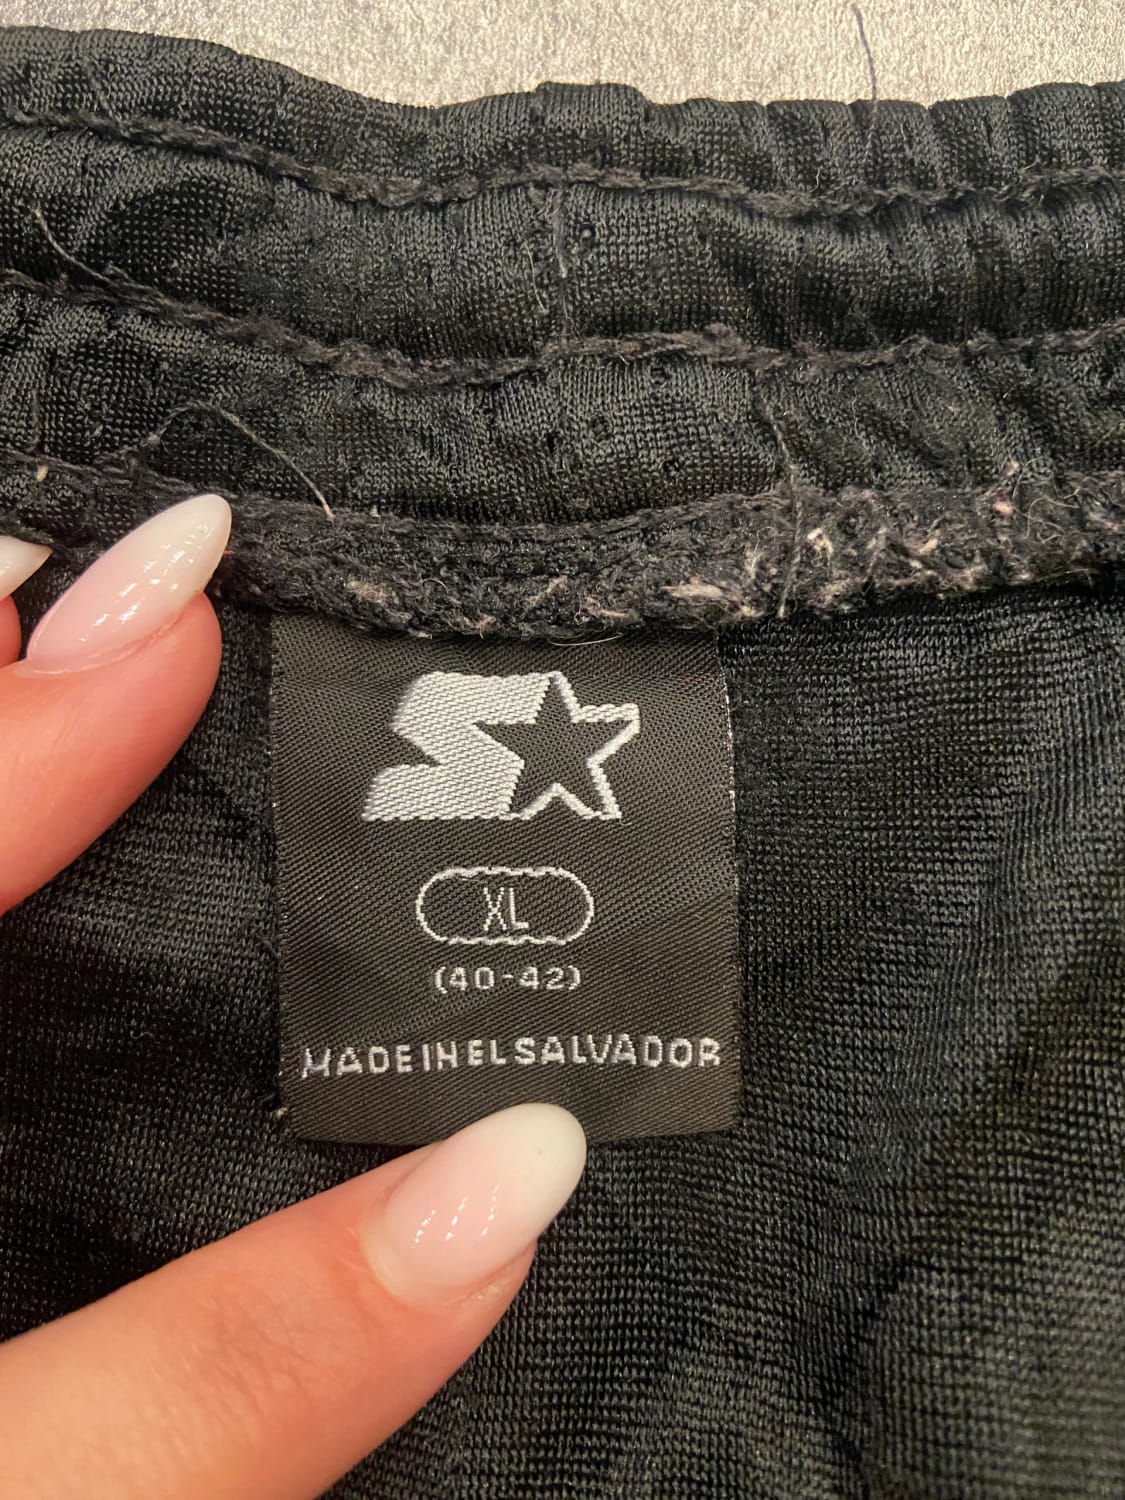 XL
(40-42)
MADE IN EL SALVADOR